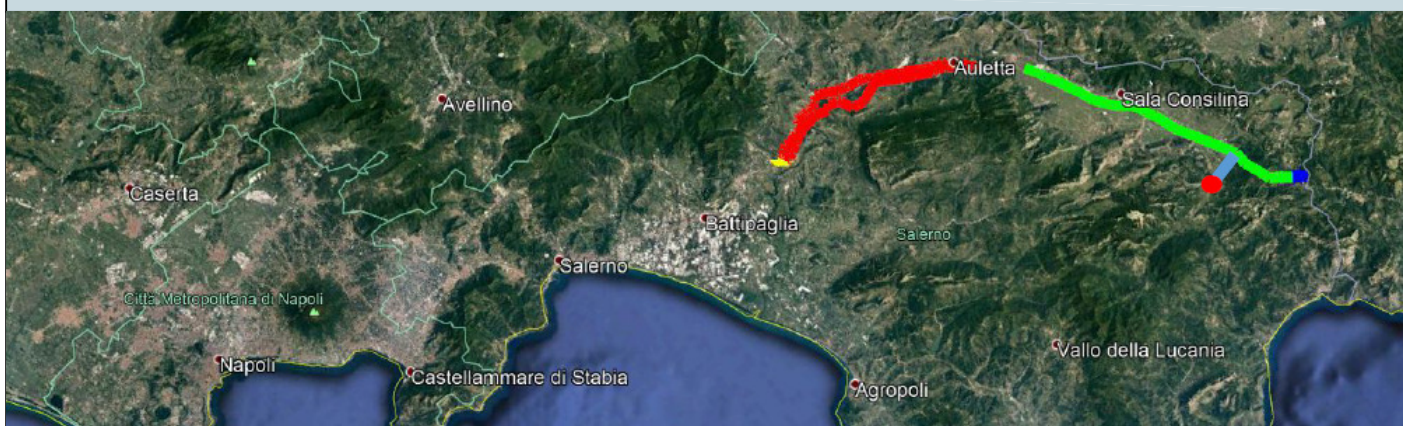 Auletta
Sala Consilina
Avellino
Caserta
Battipaglia
Salerno
Salerno
Città Metropolitana di Napoli
Vallo della Lucania
Napoli
Castellammare di Stabia
Agropoli